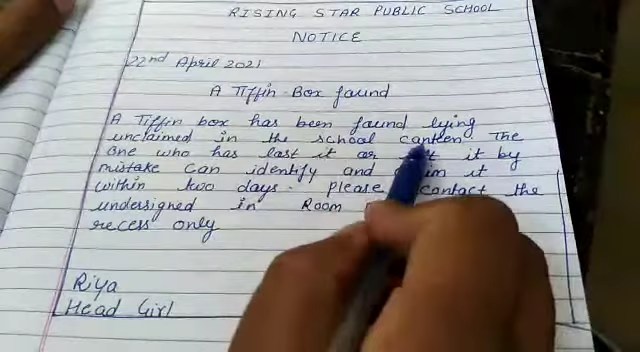 RISING STAR PUBLIC SCHOOL
NOTICE
22nd April 2021
A Tiffin-Box found
A Tiffin box has been found lying
unclaimed in the school canteen. The
one who has lost it or it by
mistake can identify and it
within two days. please contact the
undersigned in Room
recess only
Riya
Head Girl